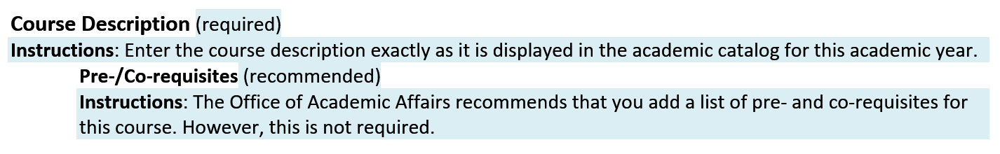 Course Description (required)
Instructions: Enter the course description exactly as it is displayed in the academic catalog for this academic year.
Pre-/Co-requisites (recommended)
Instructions: The Office of Academic Affairs recommends that you add a list of pre- and co-requisites for
this course. However, this is not required.